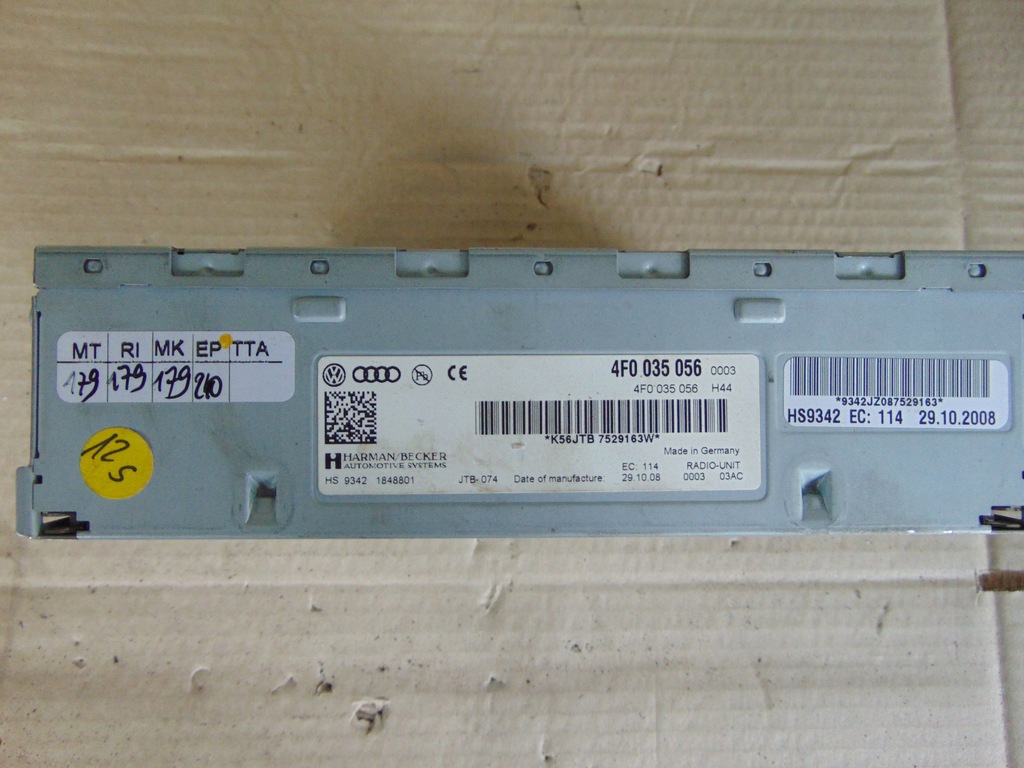 MT RI MK EP TTA
179 179 179 210
12s
4F0 035 056 0003
4F0 035 056 H44
*K56JTB 7529163W*
Made in Germany
HARMAN/BECKER
AUTOMOTIVE SYSTEMS
EC: 114 RADIO-UNIT
HS 9342 1848801 JTB-074 Date of manufacture: 29.10.08 0003 03AC
*9342JZ087529163*
HS9342 EC: 114 29.10.2008